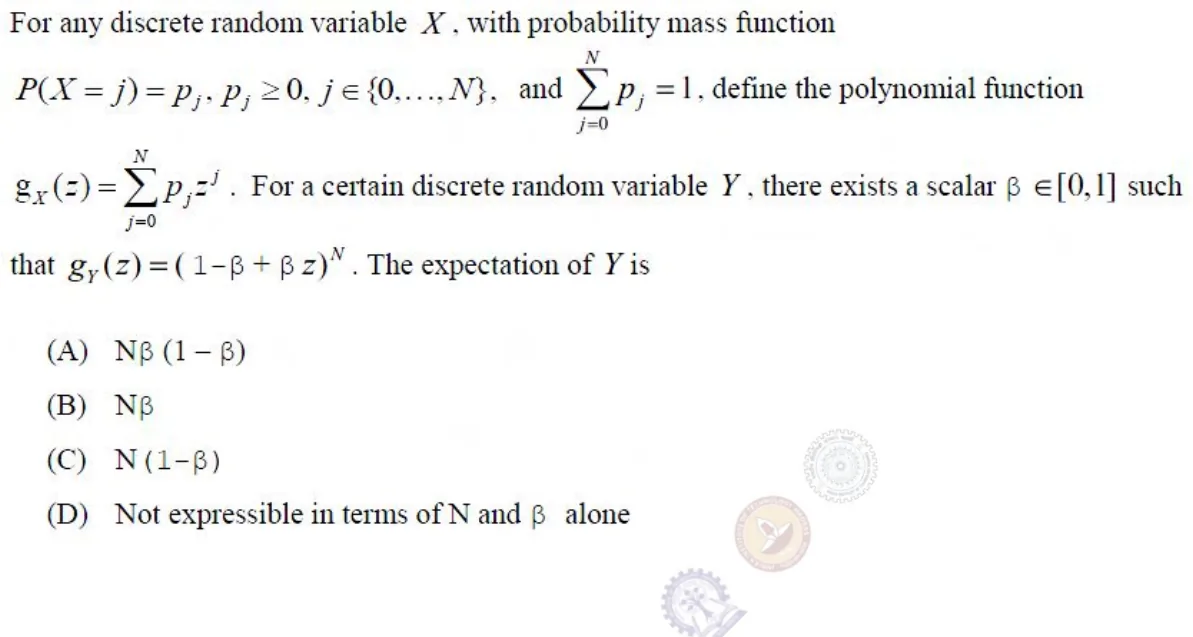 For any discrete random variable X, with probability mass function
P(X = j) = p_j, p_j ≥ 0, j ∈ {0,…, N}, and \sum_{j=0}^{N} p_j = 1, define the polynomial function
g_X(z) = \sum_{j=0}^{N} p_j z^j. For a certain discrete random variable Y, there exists a scalar β ∈ [0, 1] such
that g_Y(z) = (1-β + β z)^N. The expectation of Y is
(A) Nβ (1 – β)
(B) Nβ
(C) N(1-β)
(D) Not expressible in terms of N and β alone